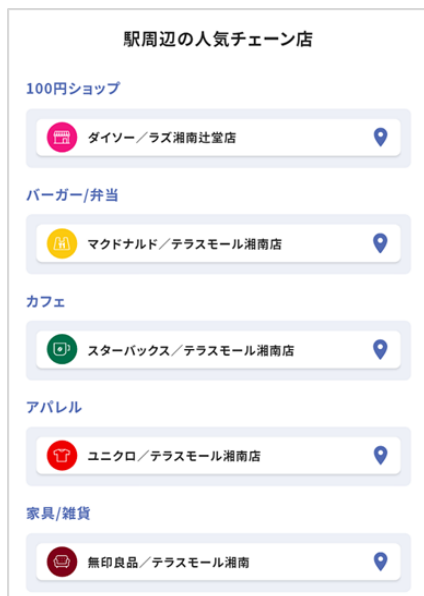 駅周辺の人気チェーン店
100円ショップ
ダイソー／ラズ湘南辻堂店
バーガー/弁当
マクドナルド／テラスモール湘南店
カフェ
スターバックス／テラスモール湘南店
アパレル
ユニクロ／テラスモール湘南店
家具/雑貨
無印良品／テラスモール湘南